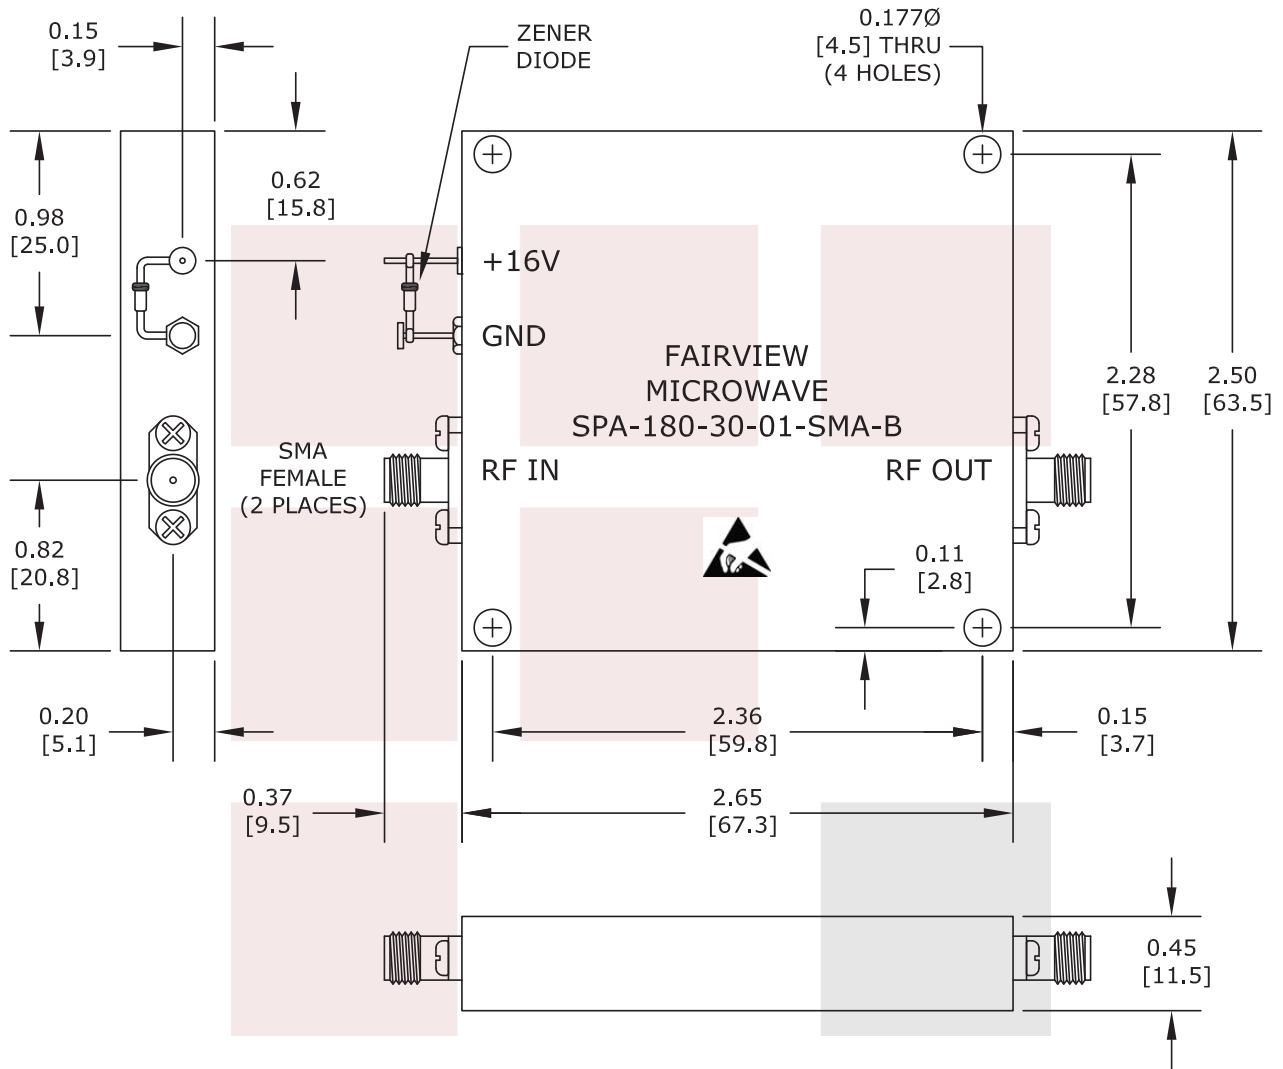 0.15
[3.9]
ZENER
DIODE
0.177Ø
[4.5] THRU
(4 HOLES)
0.62
[15.8]
0.98
[25.0]
+16V
GND
FAIRVIEW
MICROWAVE
SPA-180-30-01-SMA-B
2.28
[57.8]
2.50
[63.5]
SMA
FEMALE
(2 PLACES)
RF IN
RF OUT
0.82
[20.8]
0.11
[2.8]
0.20
[5.1]
2.36
[59.8]
0.15
[3.7]
0.37
[9.5]
2.65
[67.3]
0.45
[11.5]